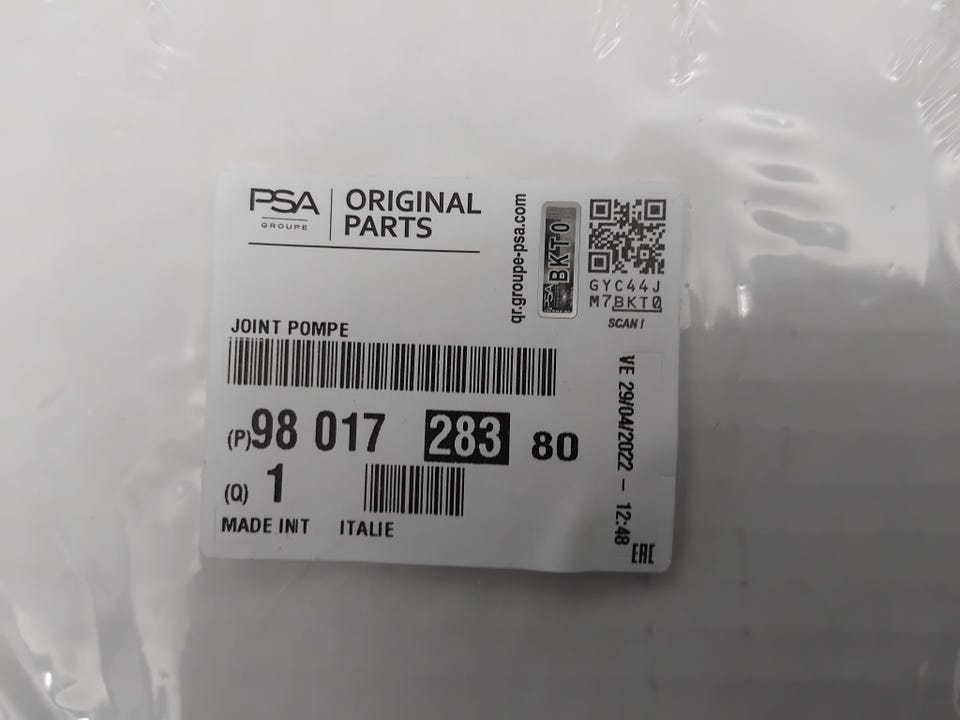 PSA
GROUPE
ORIGINAL
PARTS
qr.groupe-psa.com
PSA
BKT0
GYC44J
M7BKT0
SCAN!
JOINT POMPE
(P)98 017 283 80
(Q) 1
MADE INIT ITALIE
VE 29/04/2022 - 12:48
EAC